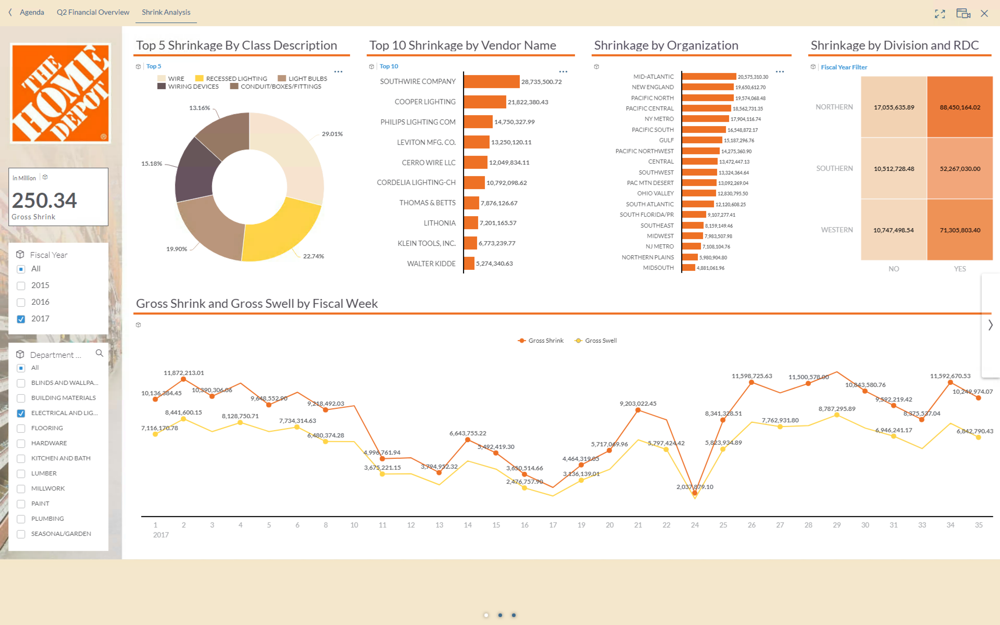 Agenda
Q2 Financial Overview
Shrink Analysis
THE
HOME
DEPOT
®
in Million
250.34
Gross Shrink
Fiscal Year
All
2015
2016
2017
Department ...
All
BLINDS AND WALLPA...
BUILDING MATERIALS
ELECTRICAL AND LIG...
FLOORING
HARDWARE
KITCHEN AND BATH
LUMBER
MILLWORK
PAINT
PLUMBING
SEASONAL/GARDEN
Top 5 Shrinkage By Class Description
Top 5
WIRE RECESSED LIGHTING LIGHT BULBS
WIRING DEVICES CONDUIT/BOXES/FITTINGS
13.16%
29.01%
15.18%
19.90%
22.74%
Top 10 Shrinkage by Vendor Name
Top 10
SOUTHWIRE COMPANY 28,735,500.72
COOPER LIGHTING 21,822,380.43
PHILIPS LIGHTING COM 14,750,327.99
LEVITON MFG. CO. 13,250,120.11
CERRO WIRE LLC 12,049,834.11
CORDELIA LIGHTING-CH 10,792,098.62
THOMAS & BETTS 7,876,126.67
LITHONIA 7,201,165.57
KLEIN TOOLS, INC. 6,773,239.77
WALTER KIDDE 5,274,340.63
Shrinkage by Organization
MID-ATLANTIC 20,575,310.30
NEW ENGLAND 19,650,612.70
PACIFIC NORTH 19,574,068.48
PACIFIC CENTRAL 18,562,731.35
NY METRO 17,904,116.74
PACIFIC SOUTH 16,548,872.17
GULF 15,187,296.76
PACIFIC NORTHWEST 14,275,360.90
CENTRAL 13,472,447.13
SOUTHWEST 13,324,364.64
PAC MTN DESERT 13,092,269.04
OHIO VALLEY 12,830,795.50
SOUTH ATLANTIC 12,120,608.25
SOUTH FLORIDA/PR 9,107,277.41
SOUTHEAST 8,159,149.46
MIDWEST 7,983,507.98
NJ METRO 7,108,104.76
NORTHERN PLAINS 5,980,904.80
MIDSOUTH 4,881,061.96
Shrinkage by Division and RDC
Fiscal Year Filter
NORTHERN 17,055,635.89 88,450,164.02
SOUTHERN 10,512,728.48 52,267,030.00
WESTERN 10,747,498.54 71,305,803.40
NO YES
Gross Shrink and Gross Swell by Fiscal Week
Gross Shrink Gross Swell
10,136,384.45
11,872,213.01
10,390,306.06
9,648,552.90
9,218,492.03
4,996,761.94
3,794,952.32
6,643,755.22
5,492,419.30
3,650,514.66
4,464,319.05
5,717,069.96
9,203,022.45
2,037,879.10
8,341,328.51
11,598,725.63
11,500,578.00
10,843,580.76
9,592,219.42
8,375,537.04
11,592,670.53
10,249,974.07
7,116,170.78
8,441,600.15
8,128,750.71
7,734,314.63
6,480,374.28
3,675,221.15
2,476,757.90
3,136,139.01
5,797,424.42
5,823,934.89
7,762,931.80
8,787,295.89
6,946,241.17
6,842,790.43
1 2 3 4 5 6 8 10 11 12 13 14 15 16 17 19 20 21 22 24 25 26 27 28 29 30 31 33 34 35
2017